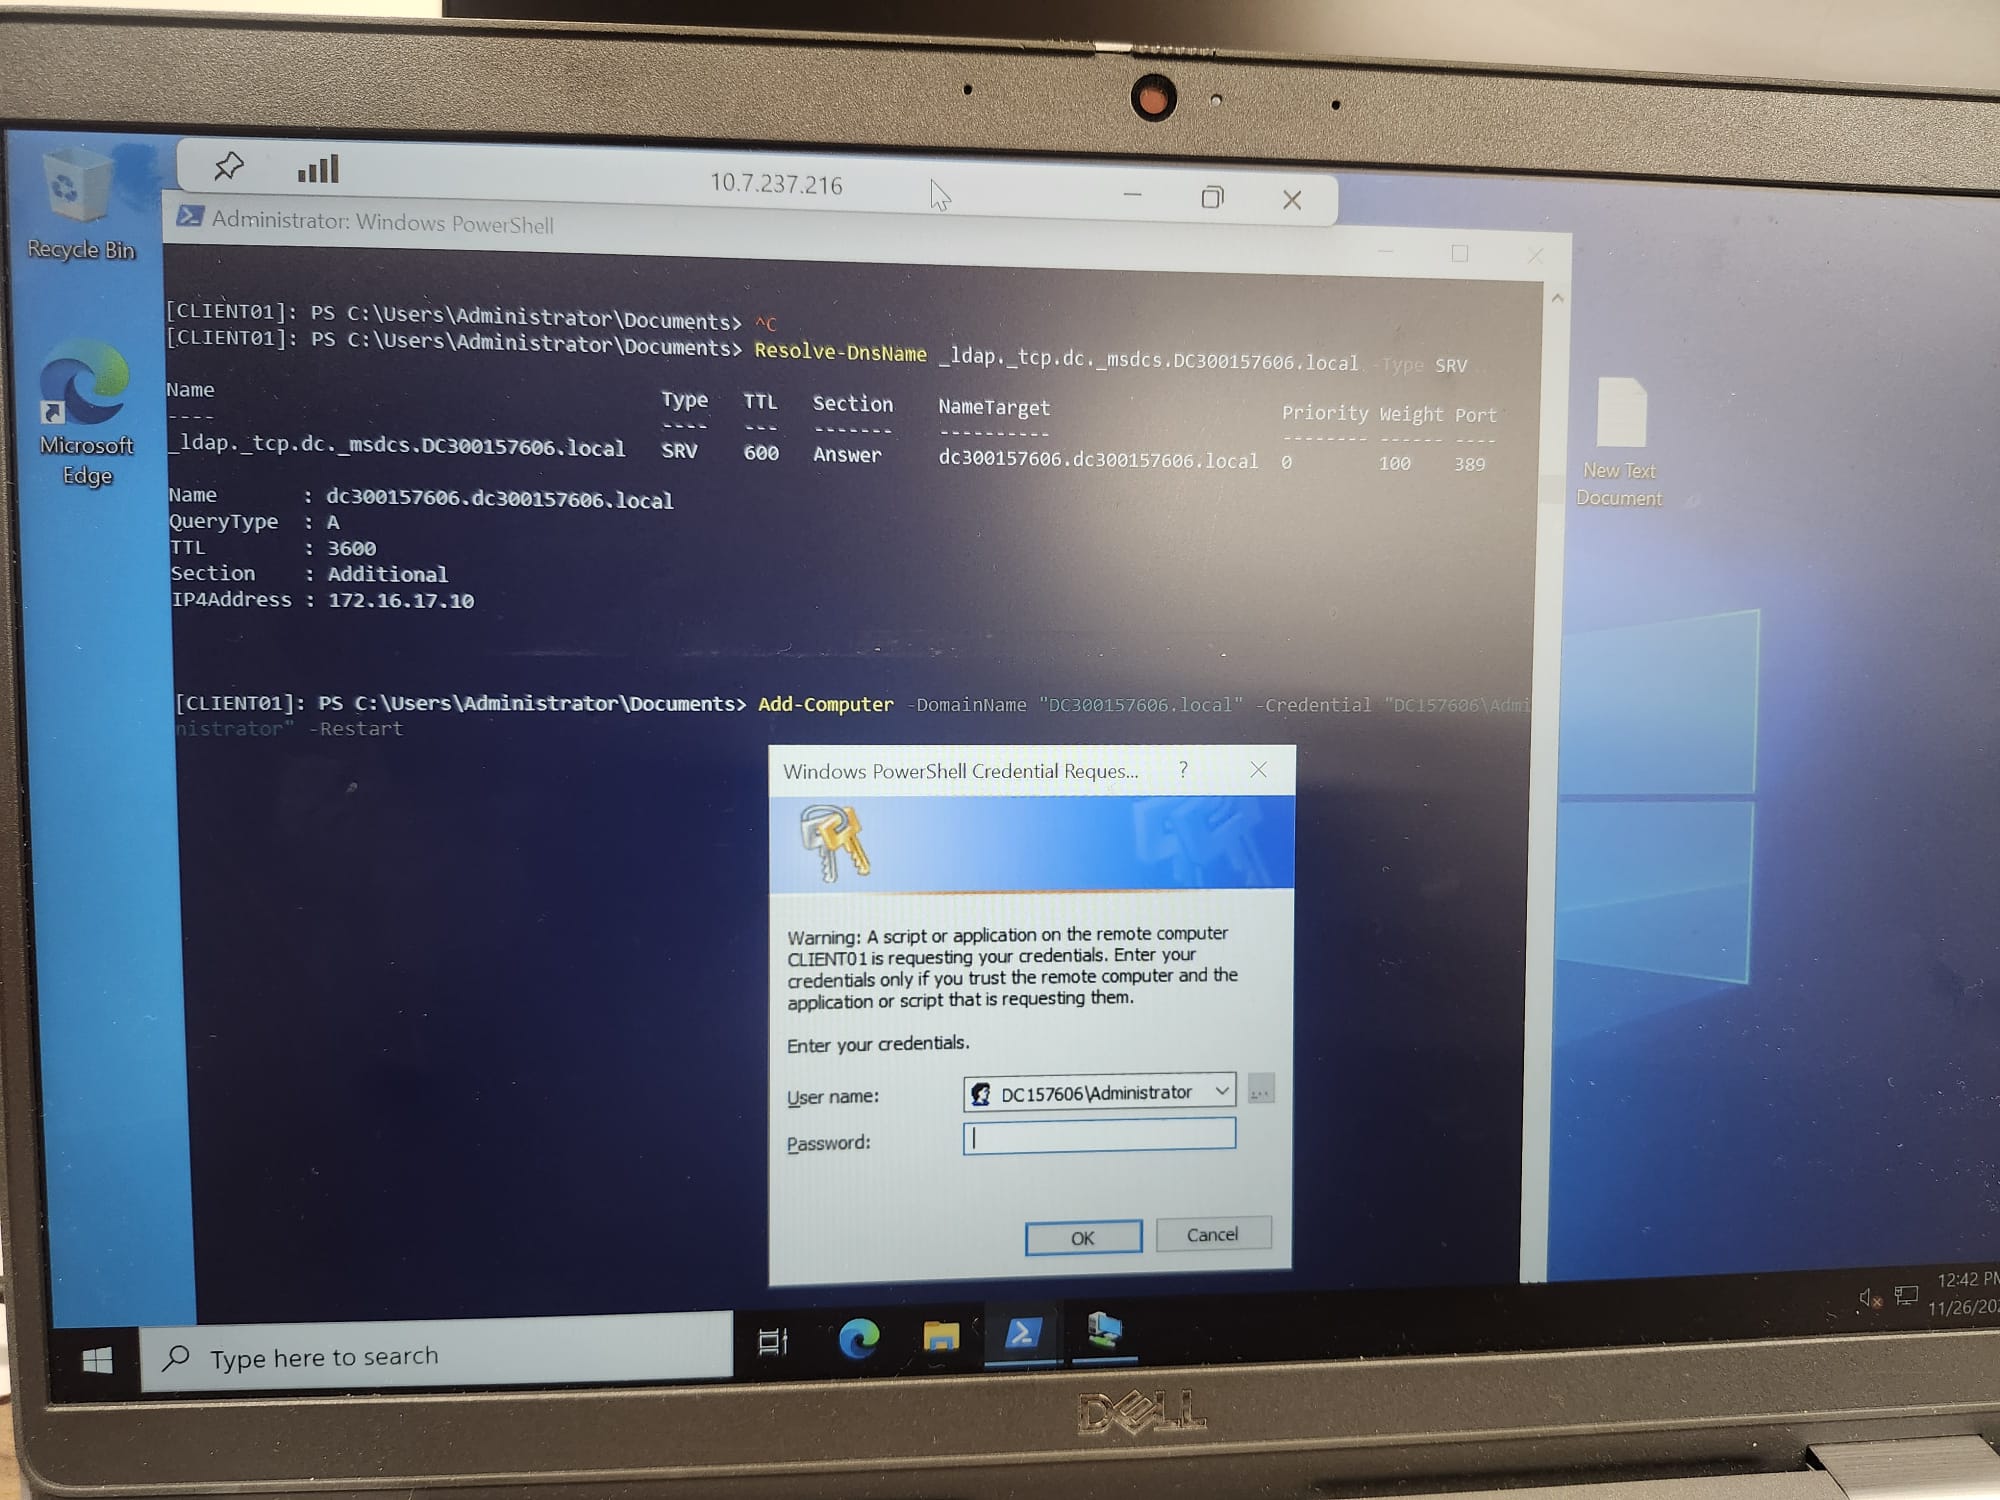 10.7.237.216
Administrator: Windows PowerShell
Recycle Bin
Microsoft
Edge
New Text
Document
[CLIENT01]: PS C:\Users\Administrator\Documents> ^C
[CLIENT01]: PS C:\Users\Administrator\Documents> Resolve-DnsName _ldap._tcp.dc._msdcs.DC300157606.local -Type SRV
Name Type TTL Section NameTarget Priority Weight Port
---- ---- --- ------- ---------- -------- ------ ----
_ldap._tcp.dc._msdcs.DC300157606.local SRV 600 Answer dc300157606.dc300157606.local 0 100 389
Name : dc300157606.dc300157606.local
QueryType : A
TTL : 3600
Section : Additional
IP4Address : 172.16.17.10
[CLIENT01]: PS C:\Users\Administrator\Documents> Add-Computer -DomainName "DC300157606.local" -Credential "DC157606\Admi
nistrator" -Restart
Windows PowerShell Credential Reques...
?
Warning: A script or application on the remote computer
CLIENT01 is requesting your credentials. Enter your
credentials only if you trust the remote computer and the
application or script that is requesting them.
Enter your credentials.
User name: DC157606\Administrator ...
Password:
OK Cancel
12:42 PM
11/26/202
Type here to search
DELL